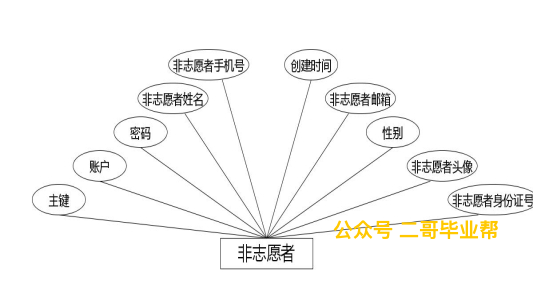 非志愿者手机号
创建时间
非志愿者姓名
非志愿者邮箱
密码
性别
账户
非志愿者头像
主键
非志愿者身份证号
公众号 二哥毕业帮
非志愿者